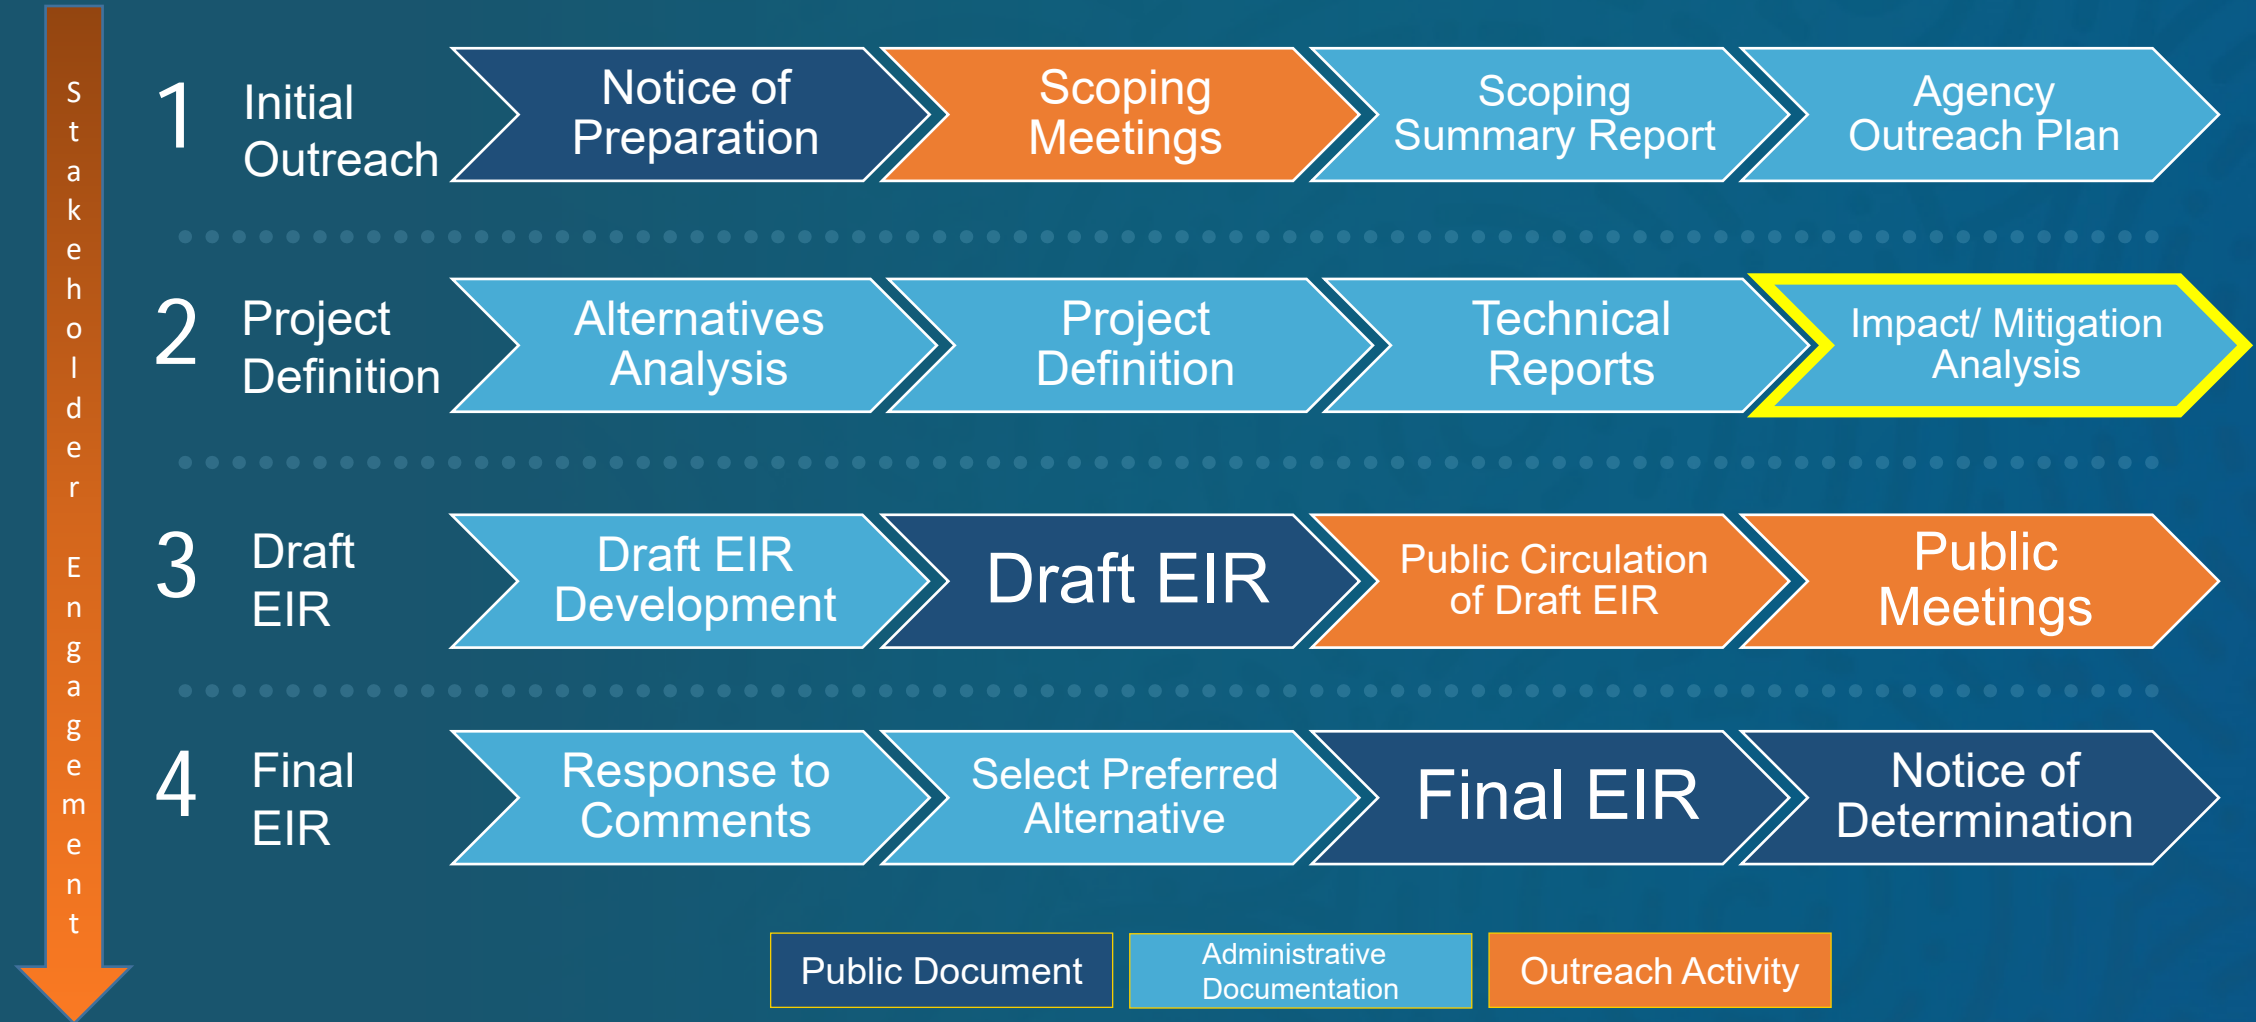 Stakeholder Engagement
1
Initial
Outreach
Notice of
Preparation
Scoping
Meetings
Scoping
Summary Report
Agency
Outreach Plan
2
Project
Definition
Alternatives
Analysis
Project
Definition
Technical
Reports
Impact/ Mitigation
Analysis
3
Draft
EIR
Draft EIR
Development
Draft EIR
Public Circulation
of Draft EIR
Public
Meetings
4
Final
EIR
Response to
Comments
Select Preferred
Alternative
Final EIR
Notice of
Determination
Public Document
Administrative
Documentation
Outreach Activity